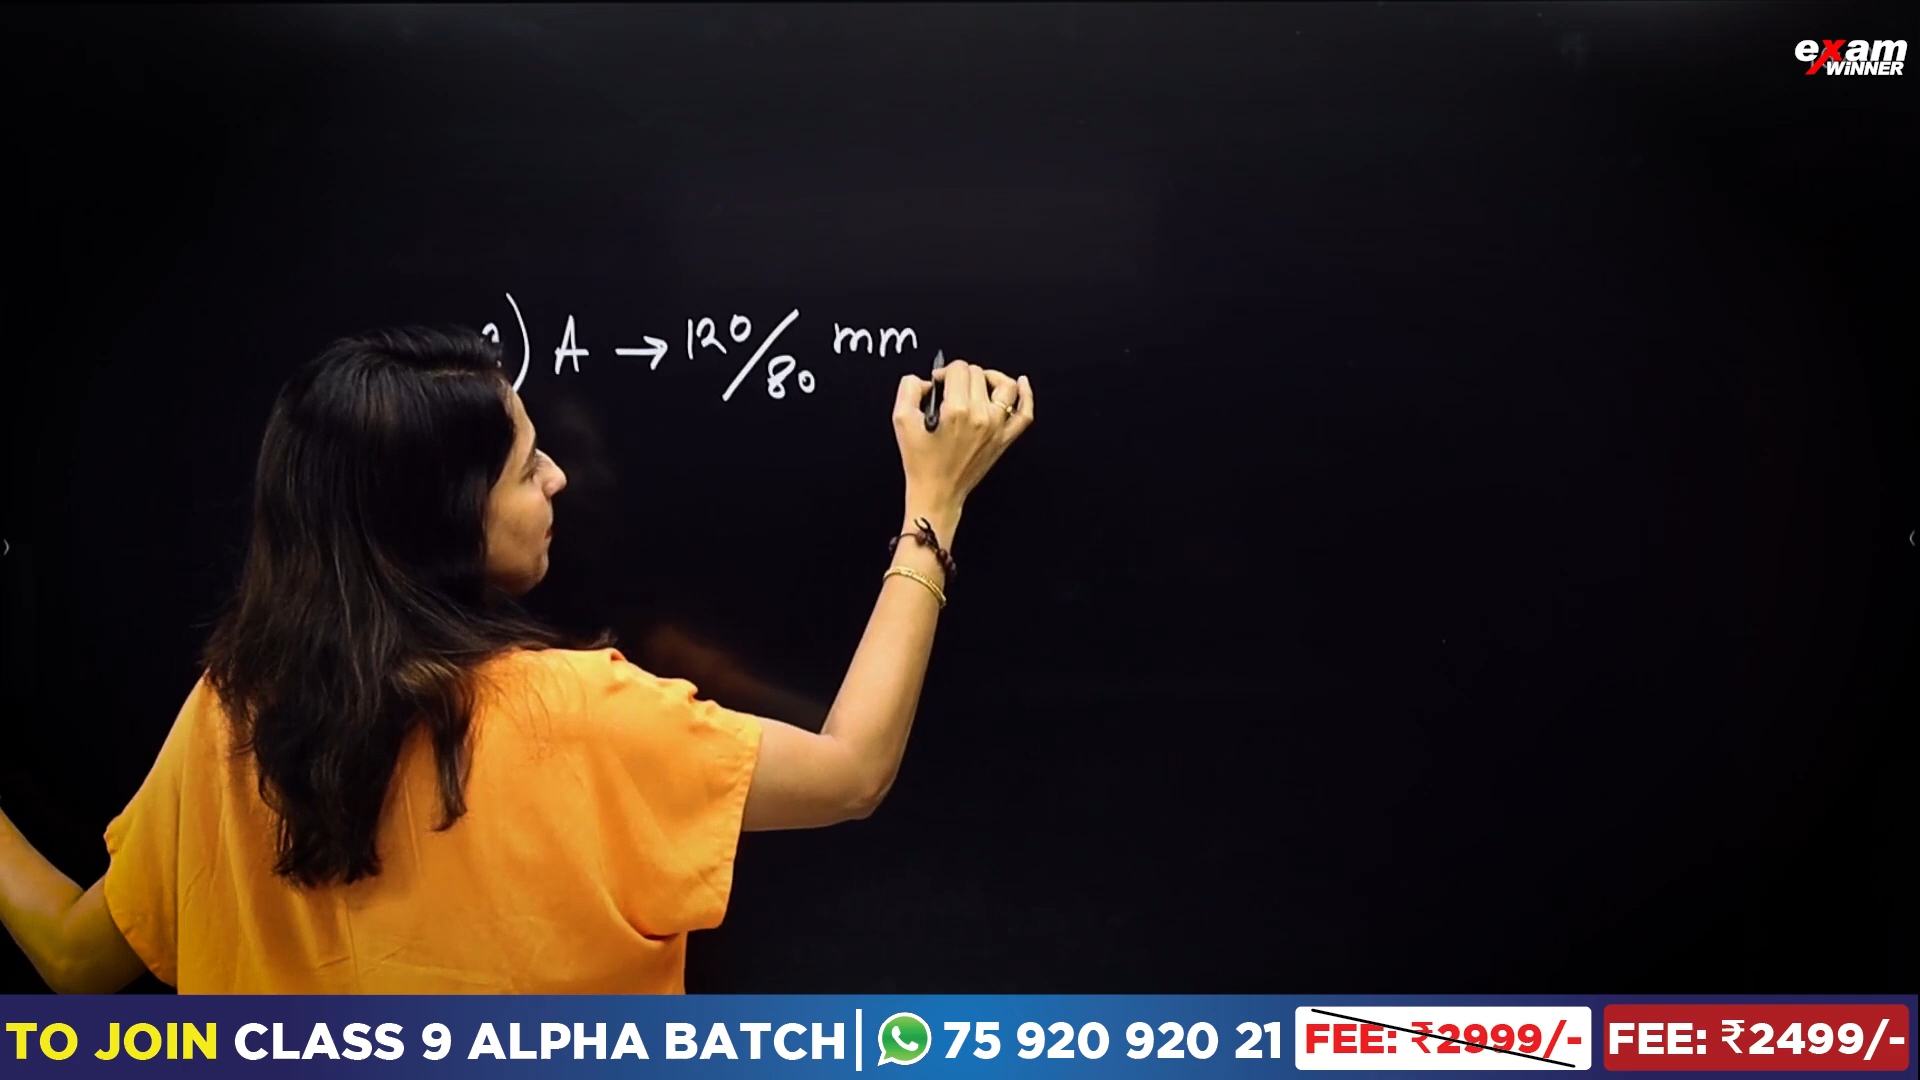 exam
WiNNER
) A → 120/80 mm
TO JOIN CLASS 9 ALPHA BATCH | 75 920 920 21 FEE: ₹2999/- FEE: ₹2499/-